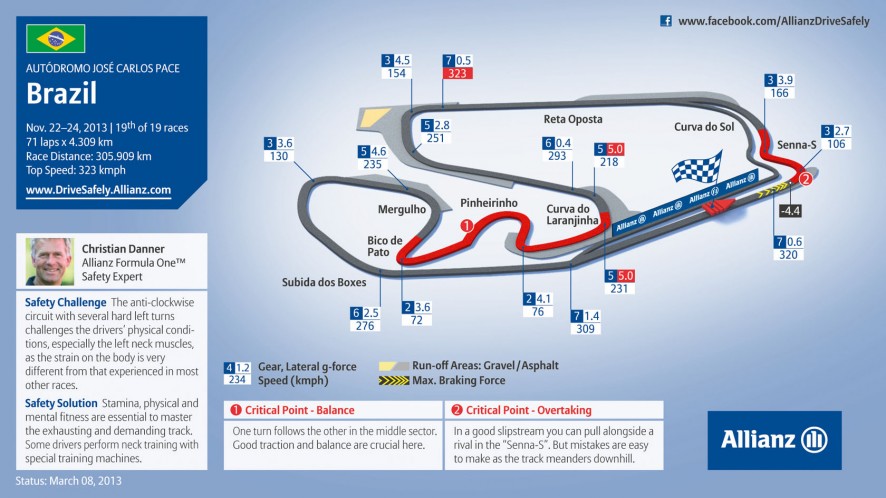 www.facebook.com/AllianzDriveSafely
AUTÓDROMO JOSÉ CARLOS PACE
Brazil
Nov. 22–24, 2013 | 19th of 19 races
71 laps x 4.309 km
Race Distance: 305.909 km
Top Speed: 323 kmph
www.DriveSafely.Allianz.com
3 4.5
154
7 0.5
323
3 3.9
166
Reta Oposta
Curva do Sol
5 2.8
251
3 2.7
106
Senna-S
3 3.6
130
5 4.6
235
6 0.4
293
5 5.0
218
2
Allianz
Allianz
Allianz
Allianz
-4.4
Mergulho
Pinheirinho
Curva do
Laranjinha
1
Bico de
Pato
7 0.6
320
Subida dos Boxes
5 5.0
231
6 2.5
276
2 3.6
72
2 4.1
76
7 1.4
309
Christian Danner
Allianz Formula One™
Safety Expert
Safety Challenge The anti-clockwise
circuit with several hard left turns
challenges the drivers' physical condi-
tions, especially the left neck muscles,
as the strain on the body is very
different from that experienced in most
other races.
Safety Solution Stamina, physical and
mental fitness are essential to master
the exhausting and demanding track.
Some drivers perform neck training with
special training machines.
4 1.2
234
Gear, Lateral g-force
Speed (kmph)
Run-off Areas: Gravel/Asphalt
Max. Braking Force
1 Critical Point - Balance
One turn follows the other in the middle sector.
Good traction and balance are crucial here.
2 Critical Point - Overtaking
In a good slipstream you can pull alongside a
rival in the "Senna-S". But mistakes are easy
to make as the track meanders downhill.
Allianz
Status: March 08, 2013